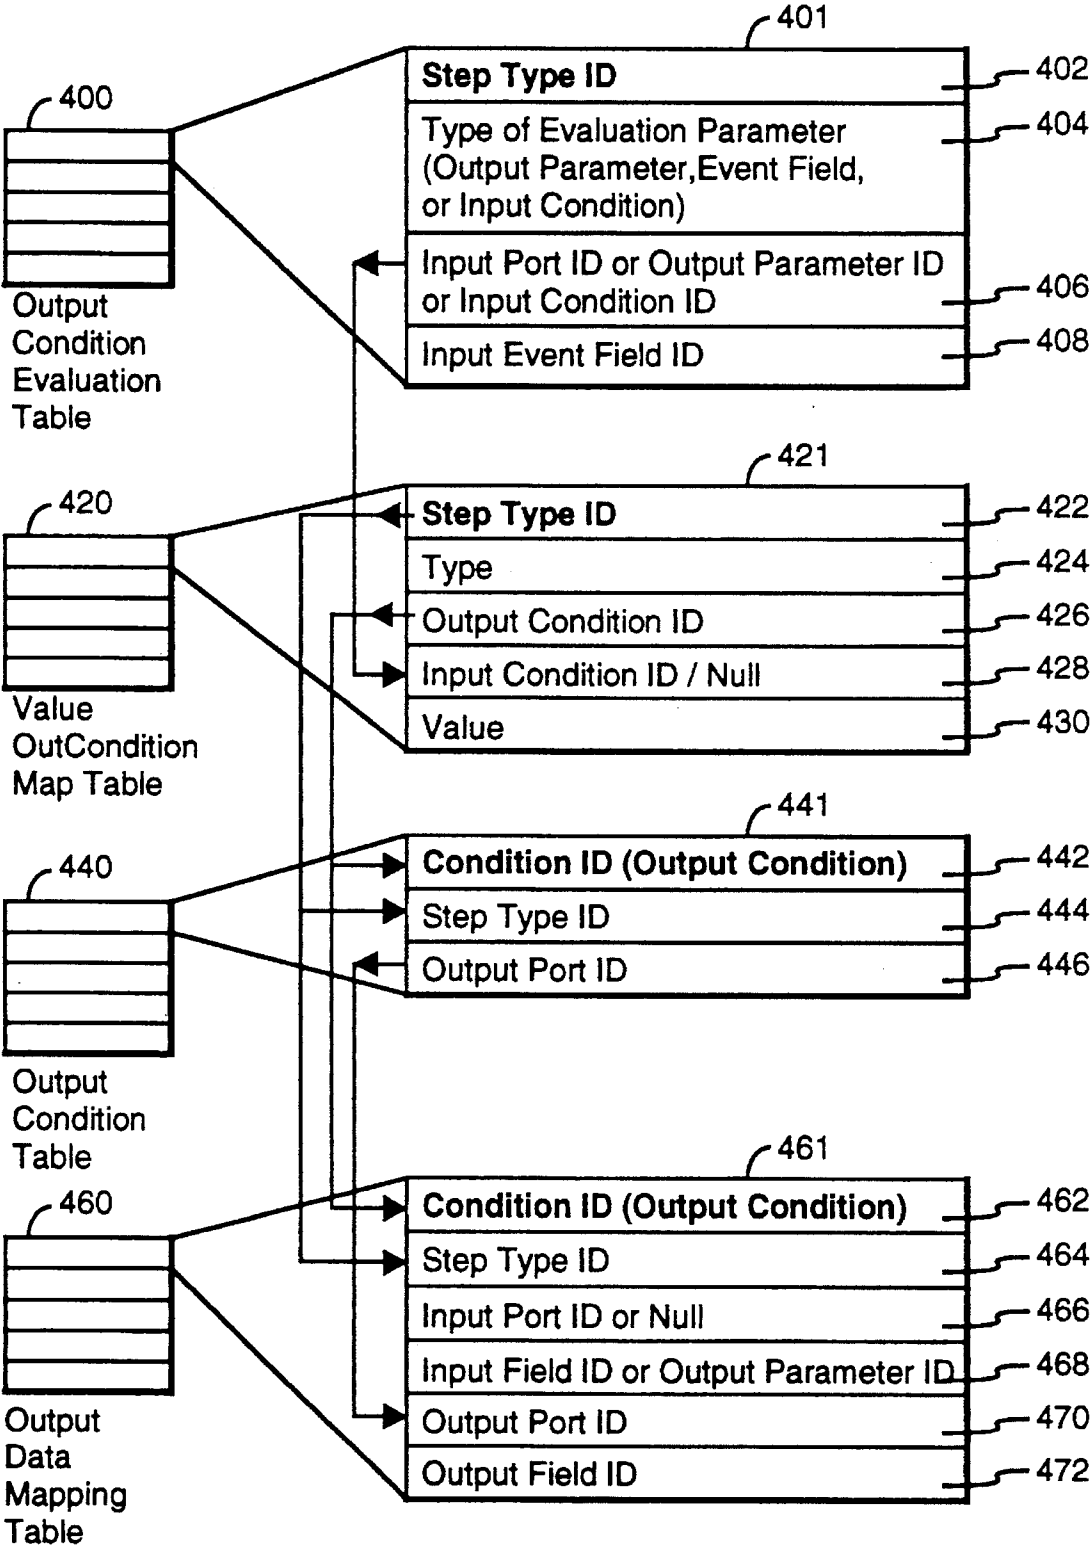 401
Step Type ID
402
400
Type of Evaluation Parameter
(Output Parameter,Event Field,
or Input Condition)
404
Input Port ID or Output Parameter ID
or Input Condition ID
406
Input Event Field ID
408
Output
Condition
Evaluation
Table
421
420
Step Type ID
422
Type
424
Output Condition ID
426
Input Condition ID / Null
428
Value
430
Value
OutCondition
Map Table
441
440
Condition ID (Output Condition)
442
Step Type ID
444
Output Port ID
446
Output
Condition
Table
461
460
Condition ID (Output Condition)
462
Step Type ID
464
Input Port ID or Null
466
Input Field ID or Output Parameter ID
468
Output Port ID
470
Output Field ID
472
Output
Data
Mapping
Table